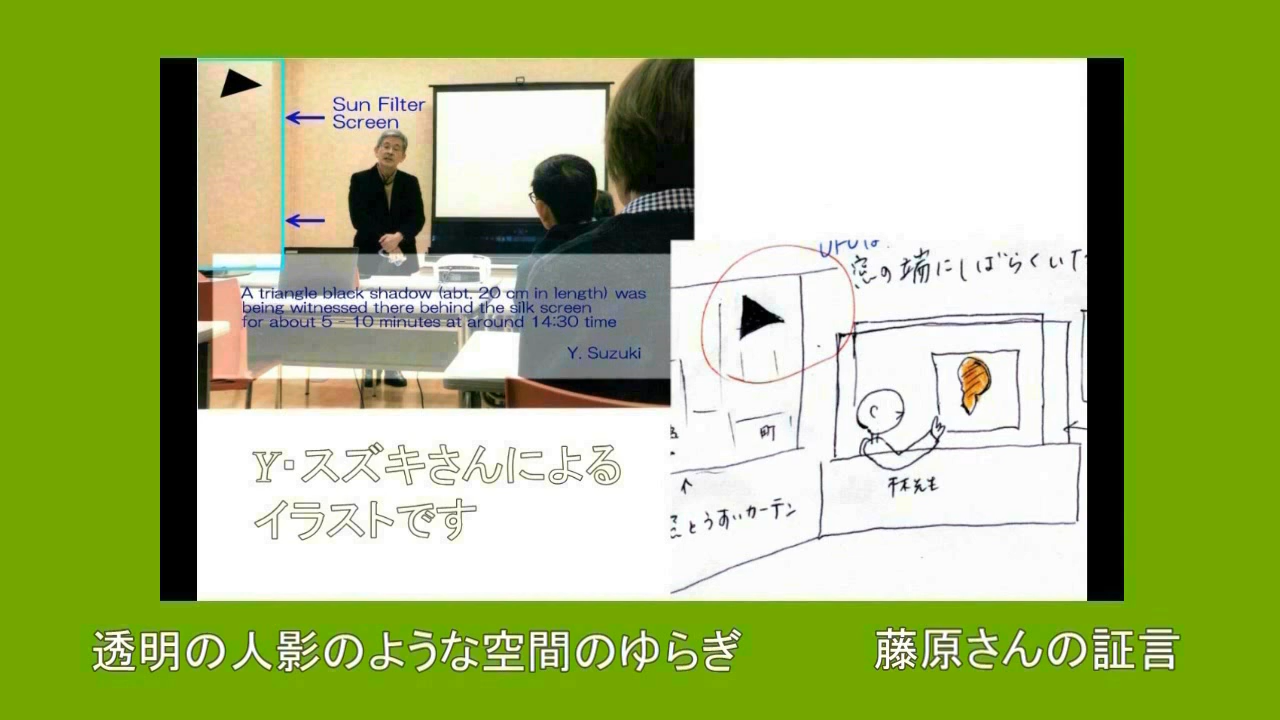 Sun Filter
Screen
A triangle black shadow (abt. 20 cm in length) was
being witnessed there behind the silk screen
for about 5 - 10 minutes at around 14:30 time
Y. Suzuki
UFOは
窓の端にしばらくいた
町
窓とうすいカーテン
Y・スズキさんによる
イラストです
透明の人影のような空間のゆらぎ
藤原さんの証言